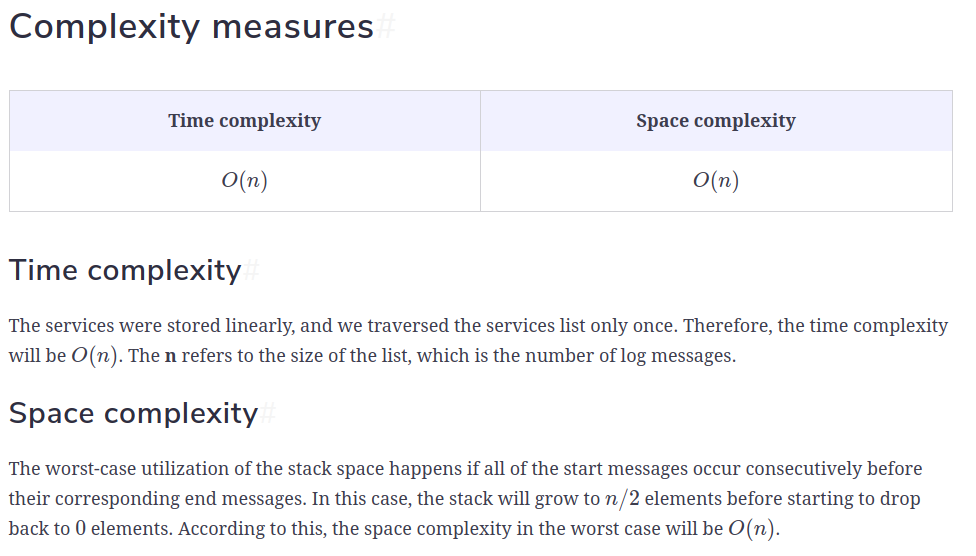 Complexity measures#
Time complexity Space complexity
O(n) O(n)
Time complexity#
The services were stored linearly, and we traversed the services list only once. Therefore, the time complexity
will be O(n). The n refers to the size of the list, which is the number of log messages.
Space complexity#
The worst-case utilization of the stack space happens if all of the start messages occur consecutively before
their corresponding end messages. In this case, the stack will grow to n/2 elements before starting to drop
back to 0 elements. According to this, the space complexity in the worst case will be O(n).